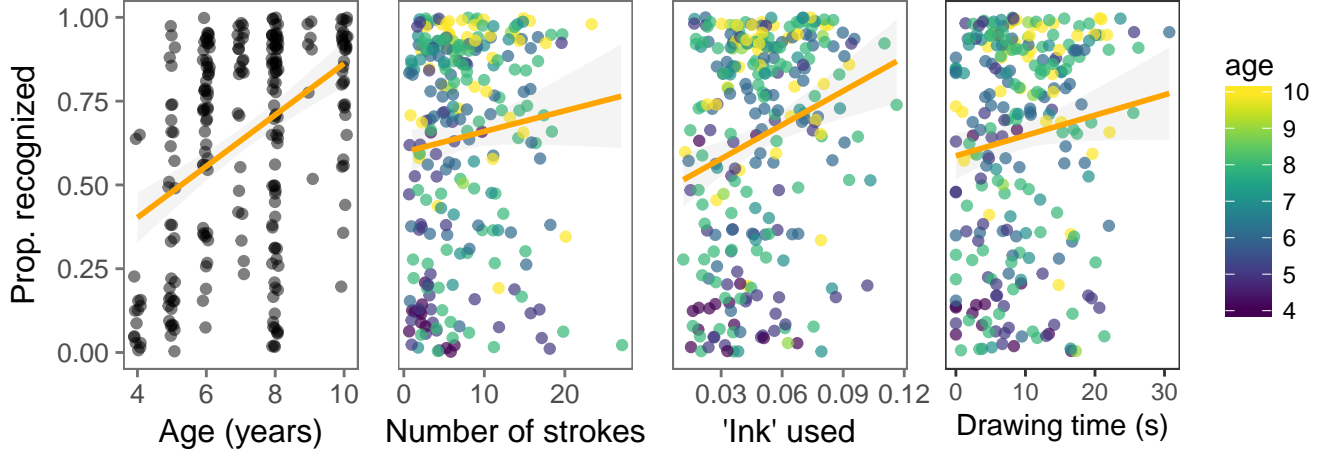 Prop. recognized
1.00
0.75
0.50
0.25
0.00
4 6 8 10
Age (years)
0 10 20
Number of strokes
0.03 0.06 0.09 0.12
'Ink' used
0 10 20 30
Drawing time (s)
age
10
9
8
7
6
5
4